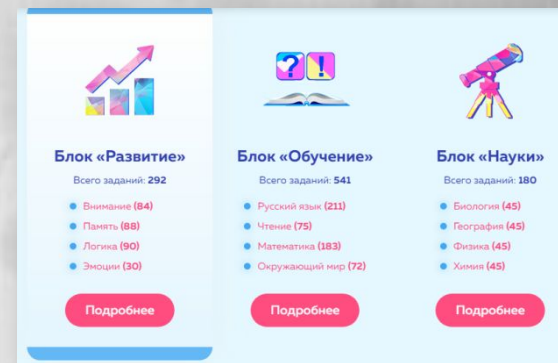 ?!
Блок «Развитие»
Всего заданий: 292
Внимание (84)
Память (88)
Логика (90)
Эмоции (30)
Подробнее
Блок «Обучение»
Всего заданий: 541
Русский язык (211)
Чтение (75)
Математика (183)
Окружающий мир (72)
Подробнее
Блок «Науки»
Всего заданий: 180
Биология (45)
География (45)
Физика (45)
Химия (45)
Подробнее